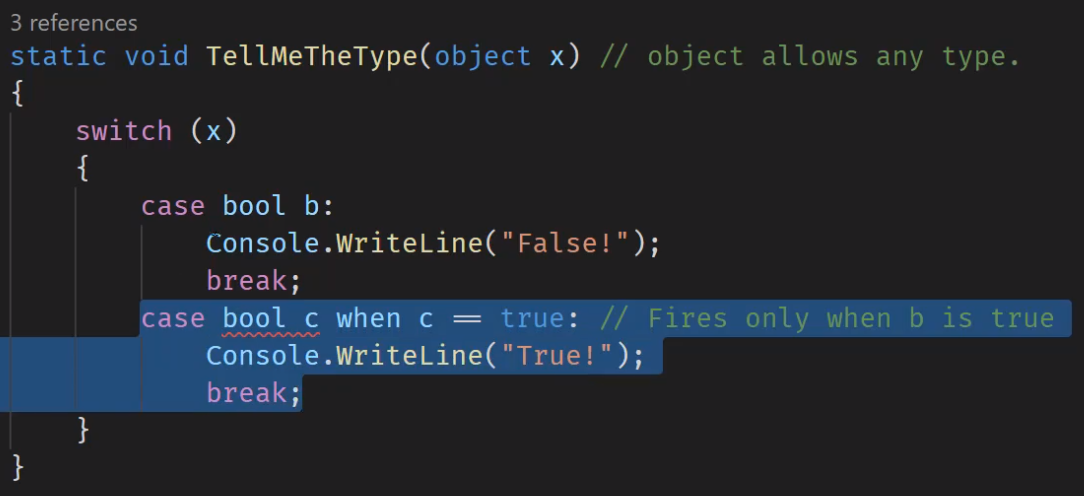 3 references
static void TellMeTheType(object x) // object allows any type.
{
    switch (x)
    {
        case bool b:
            Console.WriteLine("False!");
            break;
        case bool c when c == true: // Fires only when b is true
            Console.WriteLine("True!");
            break;
    }
}